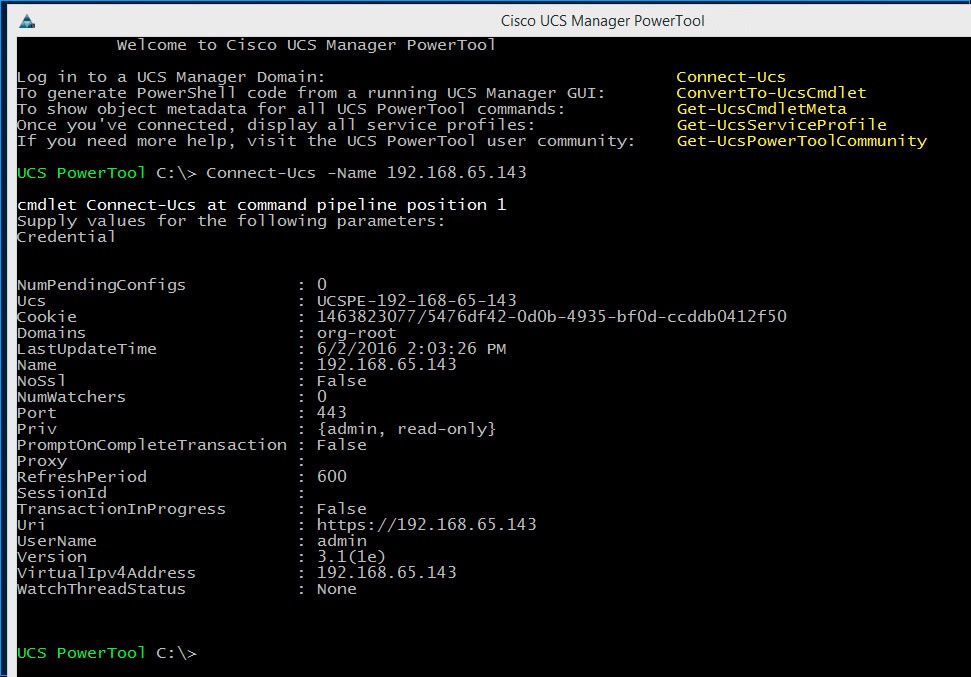 Cisco UCS Manager PowerTool
Welcome to Cisco UCS Manager PowerTool
Log in to a UCS Manager Domain: Connect-Ucs
To generate PowerShell code from a running UCS Manager GUI: ConvertTo-UcsCmdlet
To show object metadata for all UCS PowerTool commands: Get-UcsCmdletMeta
Once you've connected, display all service profiles: Get-UcsServiceProfile
If you need more help, visit the UCS PowerTool user community: Get-UcsPowerToolCommunity
UCS PowerTool C:\> Connect-Ucs -Name 192.168.65.143
cmdlet Connect-Ucs at command pipeline position 1
Supply values for the following parameters:
Credential
NumPendingConfigs : 0
Ucs : UCSPE-192-168-65-143
Cookie : 1463823077/5476df42-0d0b-4935-bf0d-ccddb0412f50
Domains : org-root
LastUpdateTime : 6/2/2016 2:03:26 PM
Name : 192.168.65.143
NoSsl : False
NumWatchers : 0
Port : 443
Priv : {admin, read-only}
PromptOnCompleteTransaction : False
Proxy :
RefreshPeriod : 600
SessionId :
TransactionInProgress : False
Uri : https://192.168.65.143
UserName : admin
Version : 3.1(1e)
VirtualIpv4Address : 192.168.65.143
WatchThreadStatus : None
UCS PowerTool C:\>